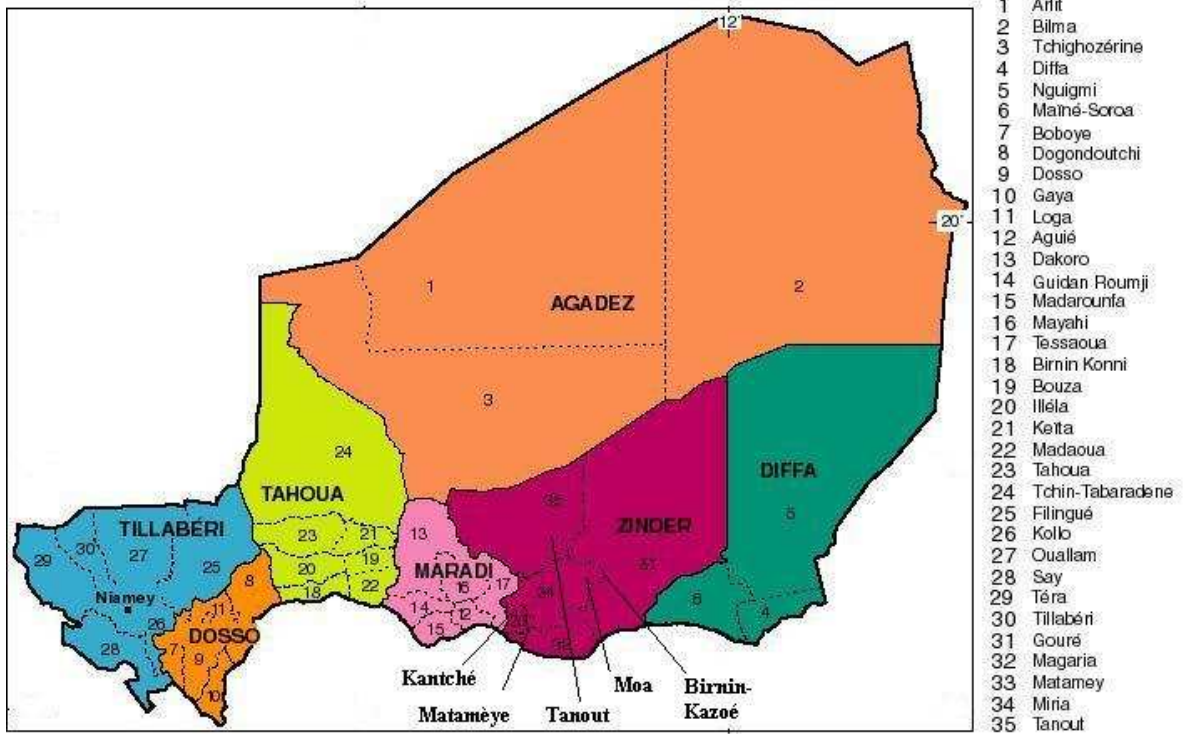 12°
20°
1
2
AGADEZ
3
24
TAHOUA
DIFFA
35
5
TILLABÉRI
ZINDER
23
21
13
29
30
27
25
19
31
20
MARADI
8
18
22
16
17
34
6
4
Niamey
11
14
12
26
DOSSO
15
33
28
7
9
32
10
Kantché
Matamèye
Tanout
Moa
Birnin-
Kazoé
1 Arlit
2 Bilma
3 Tchighozérine
4 Diffa
5 Nguigmi
6 Maïné-Soroa
7 Boboye
8 Dogondoutchi
9 Dosso
10 Gaya
11 Loga
12 Aguié
13 Dakoro
14 Guidan Roumji
15 Madarounfa
16 Mayahi
17 Tessaoua
18 Birnin Konni
19 Bouza
20 Illéla
21 Keïta
22 Madaoua
23 Tahoua
24 Tchin-Tabaradene
25 Filingué
26 Kollo
27 Ouallam
28 Say
29 Téra
30 Tillabéri
31 Gouré
32 Magaria
33 Matamey
34 Miria
35 Tanout